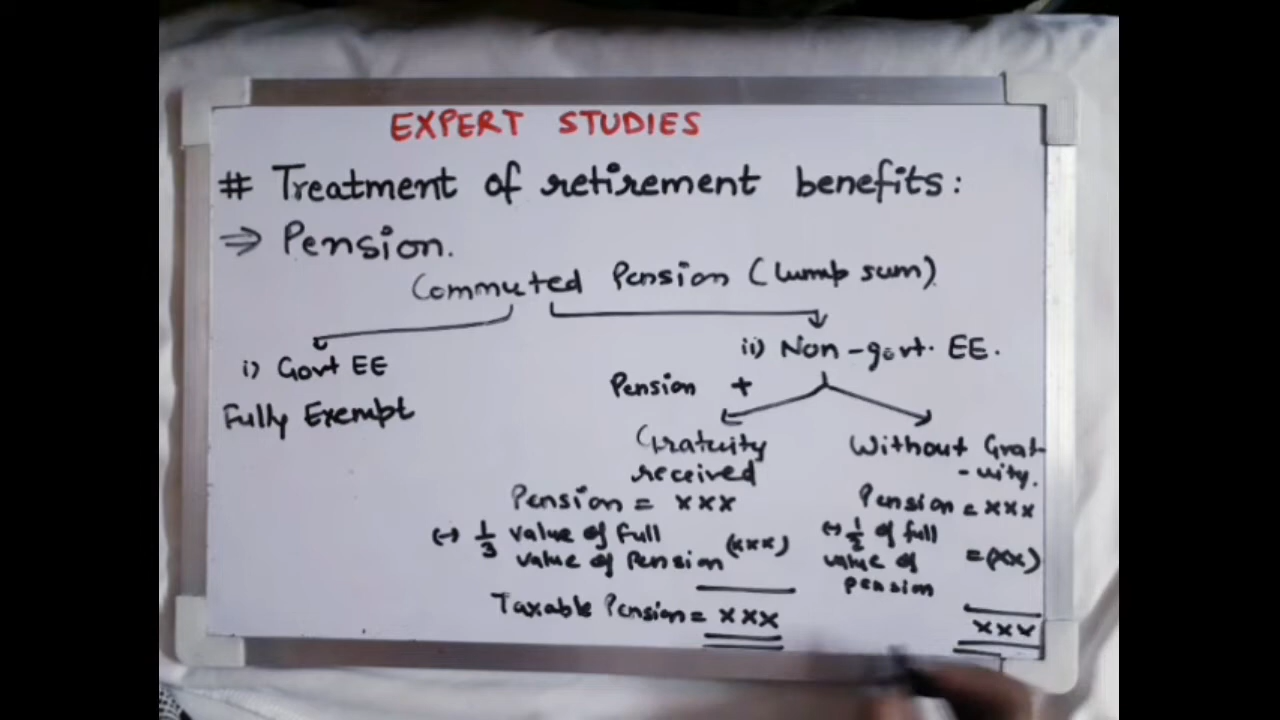 EXPERT STUDIES
# Treatment of retirement benefits:
⇒ Pension.
Commuted Pension (lump sum)
i) Govt EE
Fully Exempt
ii) Non-govt. EE.
Pension +
Gratuity
received
Pension = xxx
(-) 1/3 value of full
value of Pension (xxx)
Taxable Pension = xxx
Without Grat-
-uity.
Pension = xxx
(-) 1/2 of full
value of = (xx)
pension
xxx